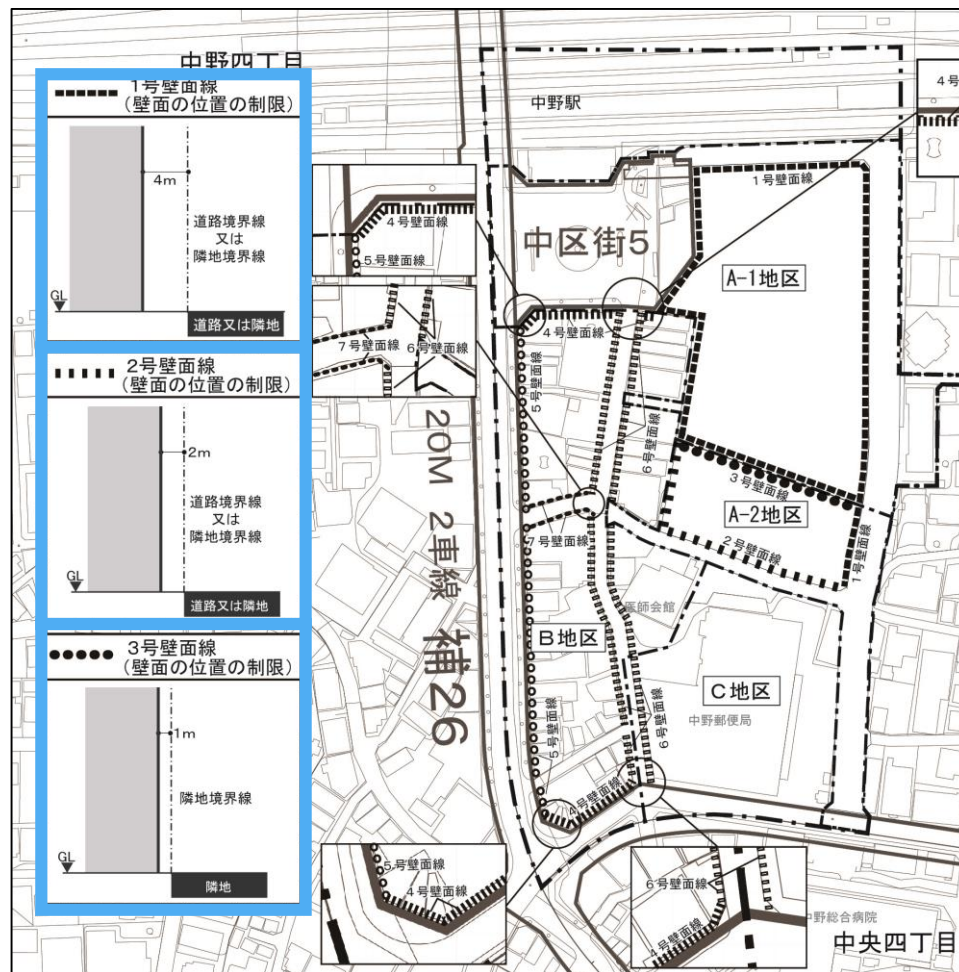 中野四丁目
1号壁面線
(壁面の位置の制限)
4m
道路境界線
又は
隣地境界線
GL
道路又は隣地
2号壁面線
(壁面の位置の制限)
2m
道路境界線
又は
隣地境界線
GL
道路又は隣地
3号壁面線
(壁面の位置の制限)
1m
隣地境界線
GL
隣地
中野駅
4号
4号壁面線
5号壁面線
7号壁面線
6号壁面線
中区街5
1号壁面線
A-1地区
4号壁面線
5号壁面線
6号壁面線
3号壁面線
A-2地区
2号壁面線
1号壁面線
7号壁面線
20M 2車線 補26
医師会館
B地区
C地区
中野郵便局
5号壁面線
6号壁面線
4号壁面線
5号壁面線
4号壁面線
6号壁面線
4号壁面線
中野総合病院
中央四丁目